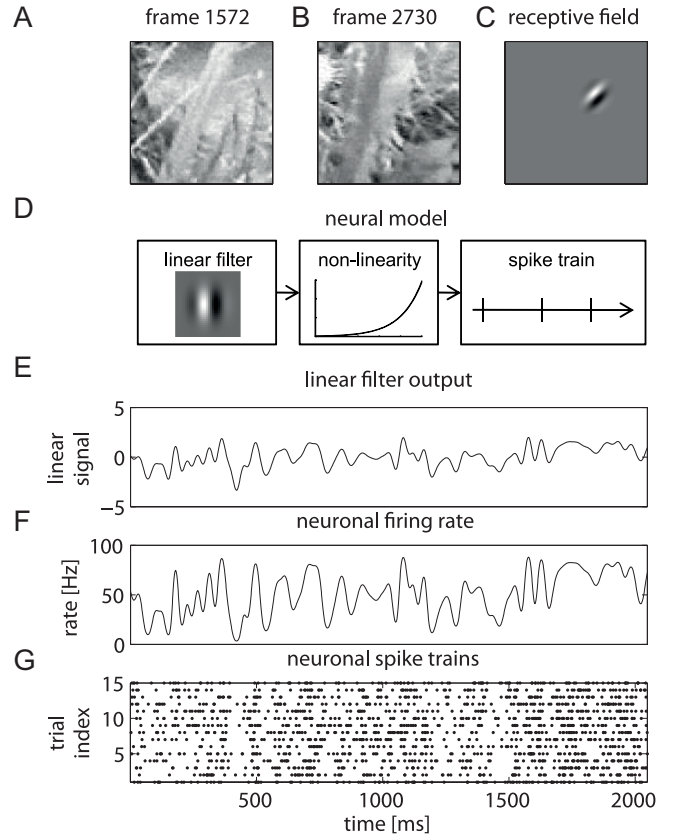 A frame 1572 B frame 2730 C receptive field
D
neural model
linear filter non-linearity spike train
E
linear filter output
5
0
−5
linear
signal
F
neuronal firing rate
100
50
0
rate [Hz]
G
neuronal spike trains
15
10
5
trial
index
500 1000 1500 2000
time [ms]